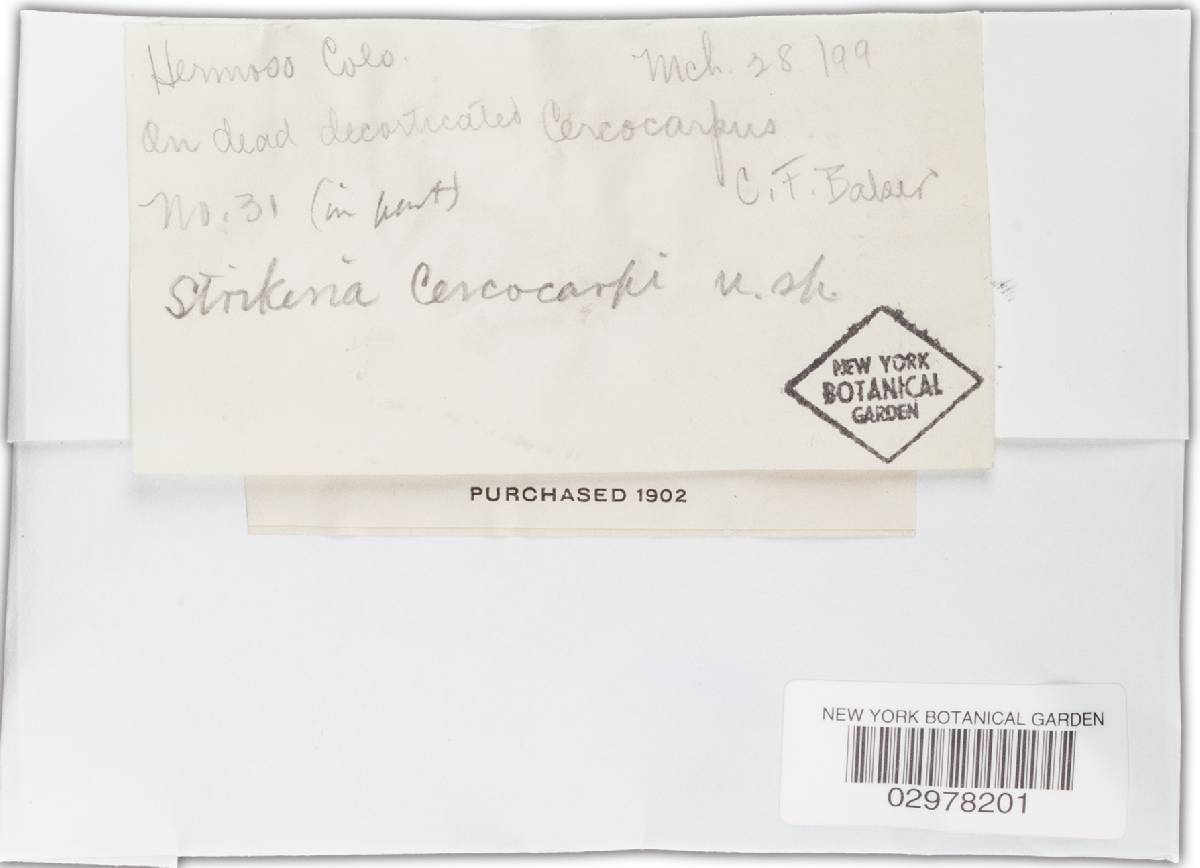 Hermoso Colo. Mch. 28/99
On dead decorticated Cercocarpus
No. 31 (in part) C. F. Baker
Strikeria Cercocarpi n. sp.
NEW YORK
BOTANICAL
GARDEN
PURCHASED 1902
NEW YORK BOTANICAL GARDEN
02978201